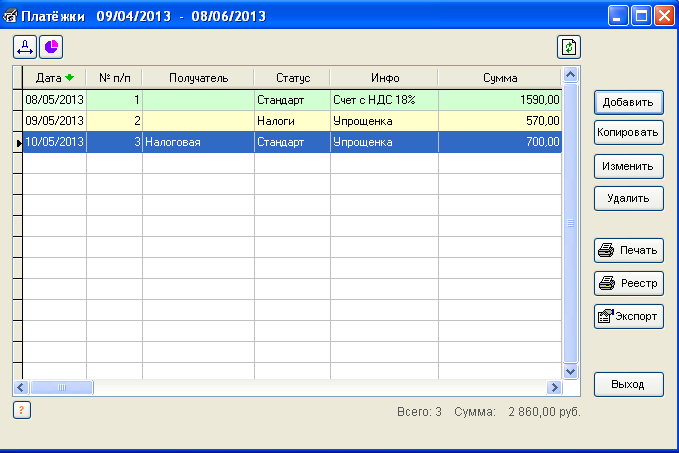 Платёжки 09/04/2013 - 08/06/2013
Дата № п/п Получатель Статус Инфо Сумма
08/05/2013 1 Стандарт Счет с НДС 18% 1590,00
09/05/2013 2 Налоги Упрощенка 570,00
10/05/2013 3 Налоговая Стандарт Упрощенка 700,00
Добавить
Копировать
Изменить
Удалить
Печать
Реестр
Экспорт
Выход
? Всего: 3 Сумма: 2 860,00 руб.